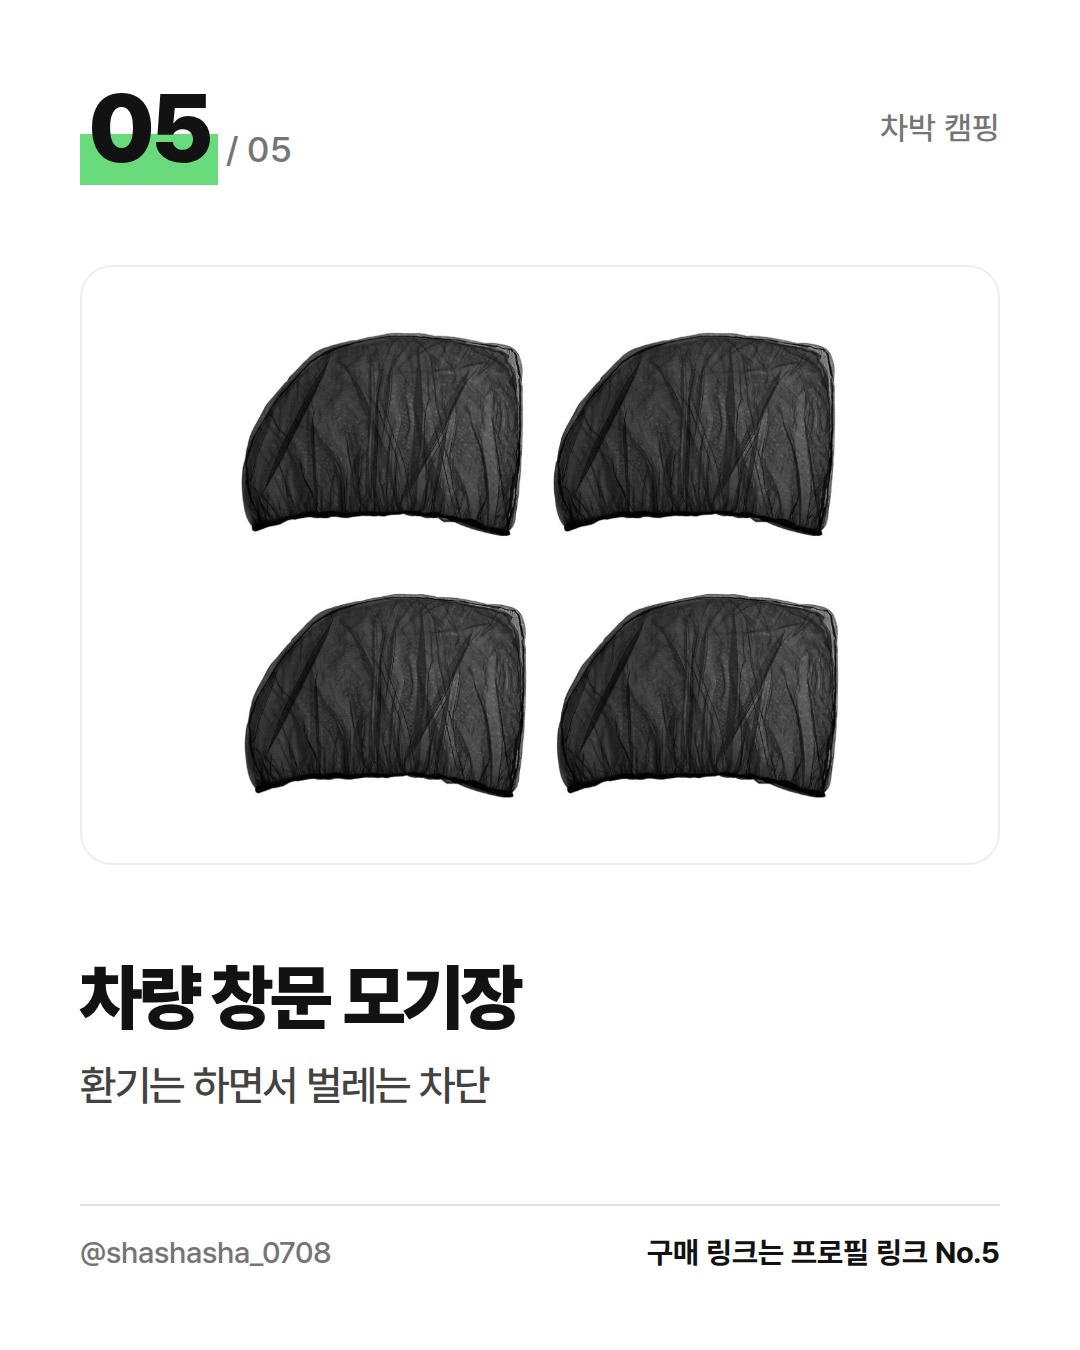 05 / 05
차박 캠핑
차량 창문 모기장
환기는 하면서 벌레는 차단
@shashasha_0708
구매 링크는 프로필 링크 No.5